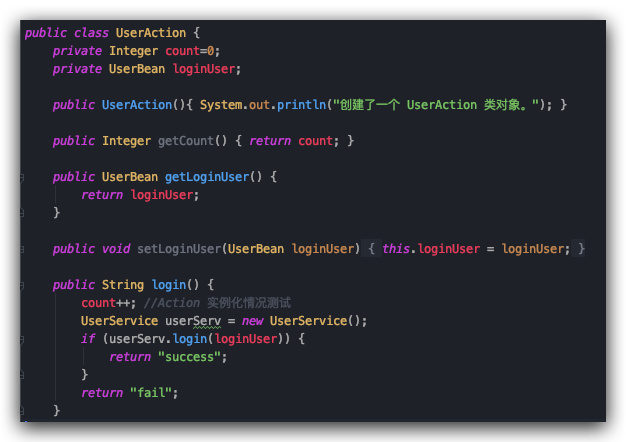 public class UserAction {
private Integer count=0;
private UserBean loginUser;
public UserAction(){ System.out.println("创建了一个 UserAction 类对象。"); }
public Integer getCount() { return count; }
public UserBean getLoginUser() {
return loginUser;
}
public void setLoginUser(UserBean loginUser) { this.loginUser = loginUser; }
public String login() {
count++; //Action 实例化情况测试
UserService userServ = new UserService();
if (userServ.login(loginUser)) {
return "success";
}
return "fail";
}